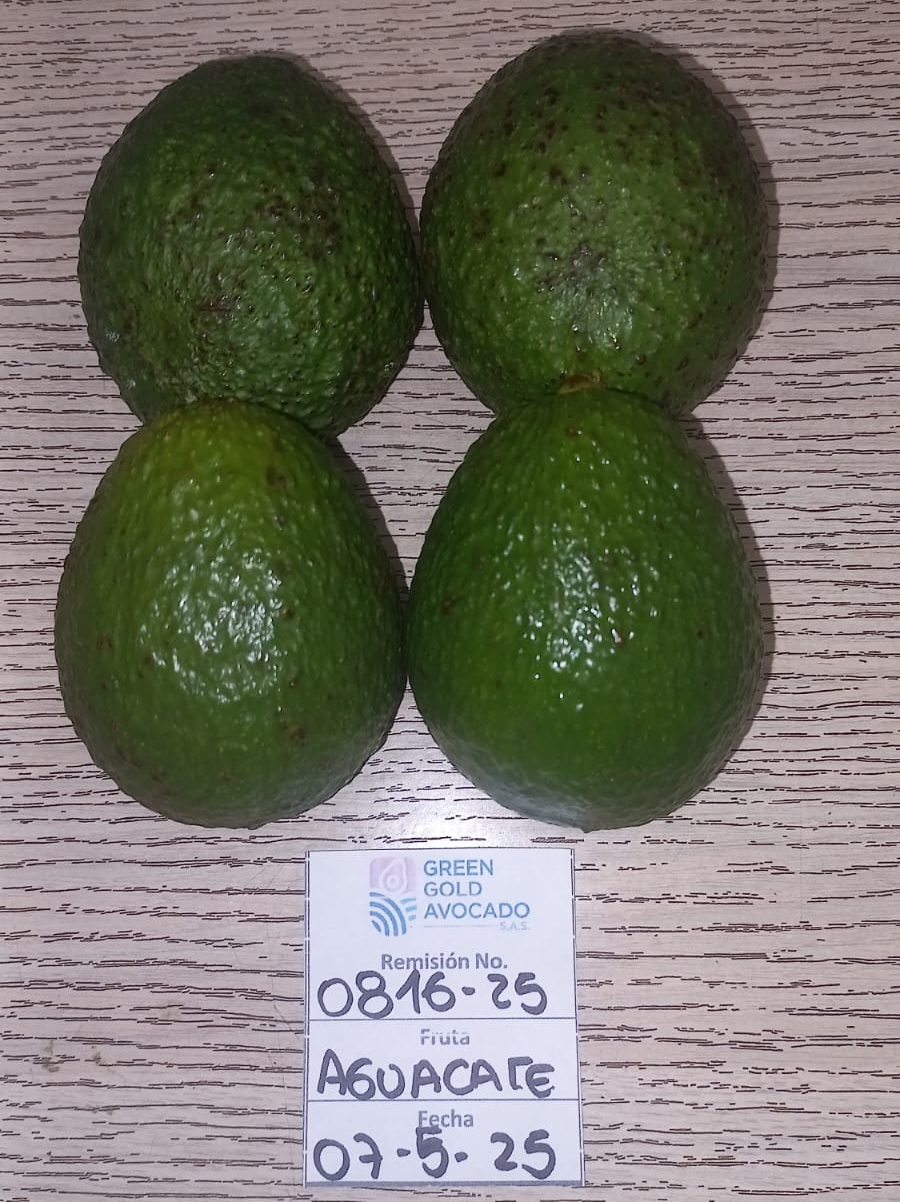 GREEN
GOLD
AVOCADO
S.A.S.
Remisión No.
0816-25
Fruta
AGUACATE
Fecha
07-5-25